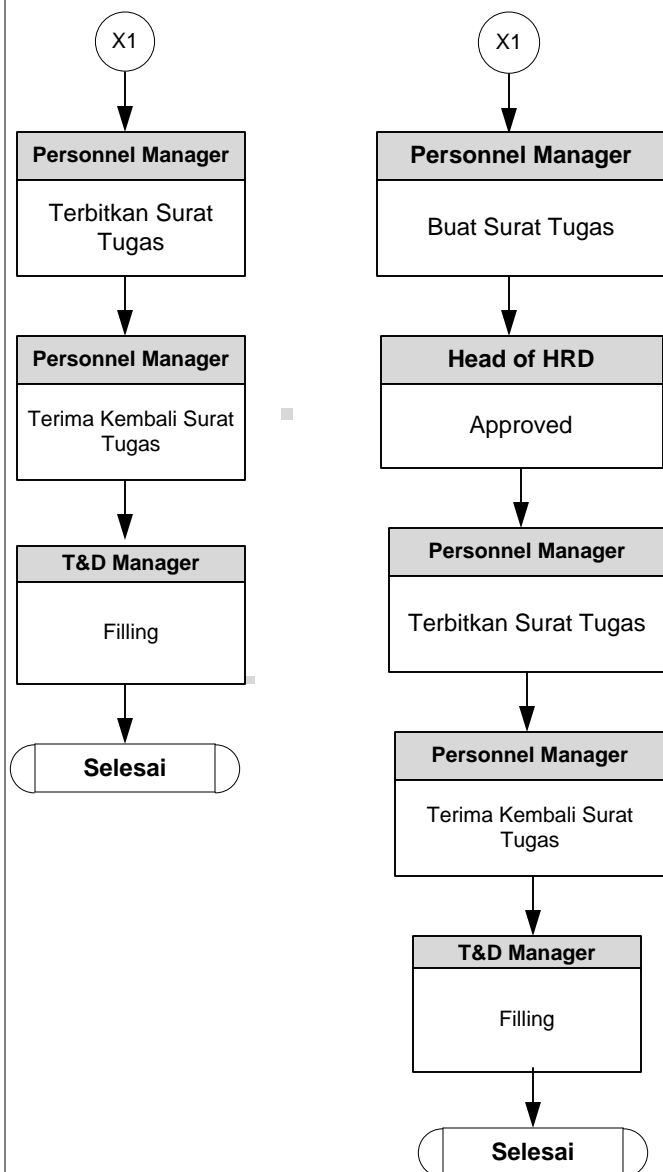 X1
Personnel Manager
Terbitkan Surat
Tugas
Personnel Manager
Terima Kembali Surat
Tugas
T&D Manager
Filling
Selesai
X1
Personnel Manager
Buat Surat Tugas
Head of HRD
Approved
Personnel Manager
Terbitkan Surat Tugas
Personnel Manager
Terima Kembali Surat
Tugas
T&D Manager
Filling
Selesai